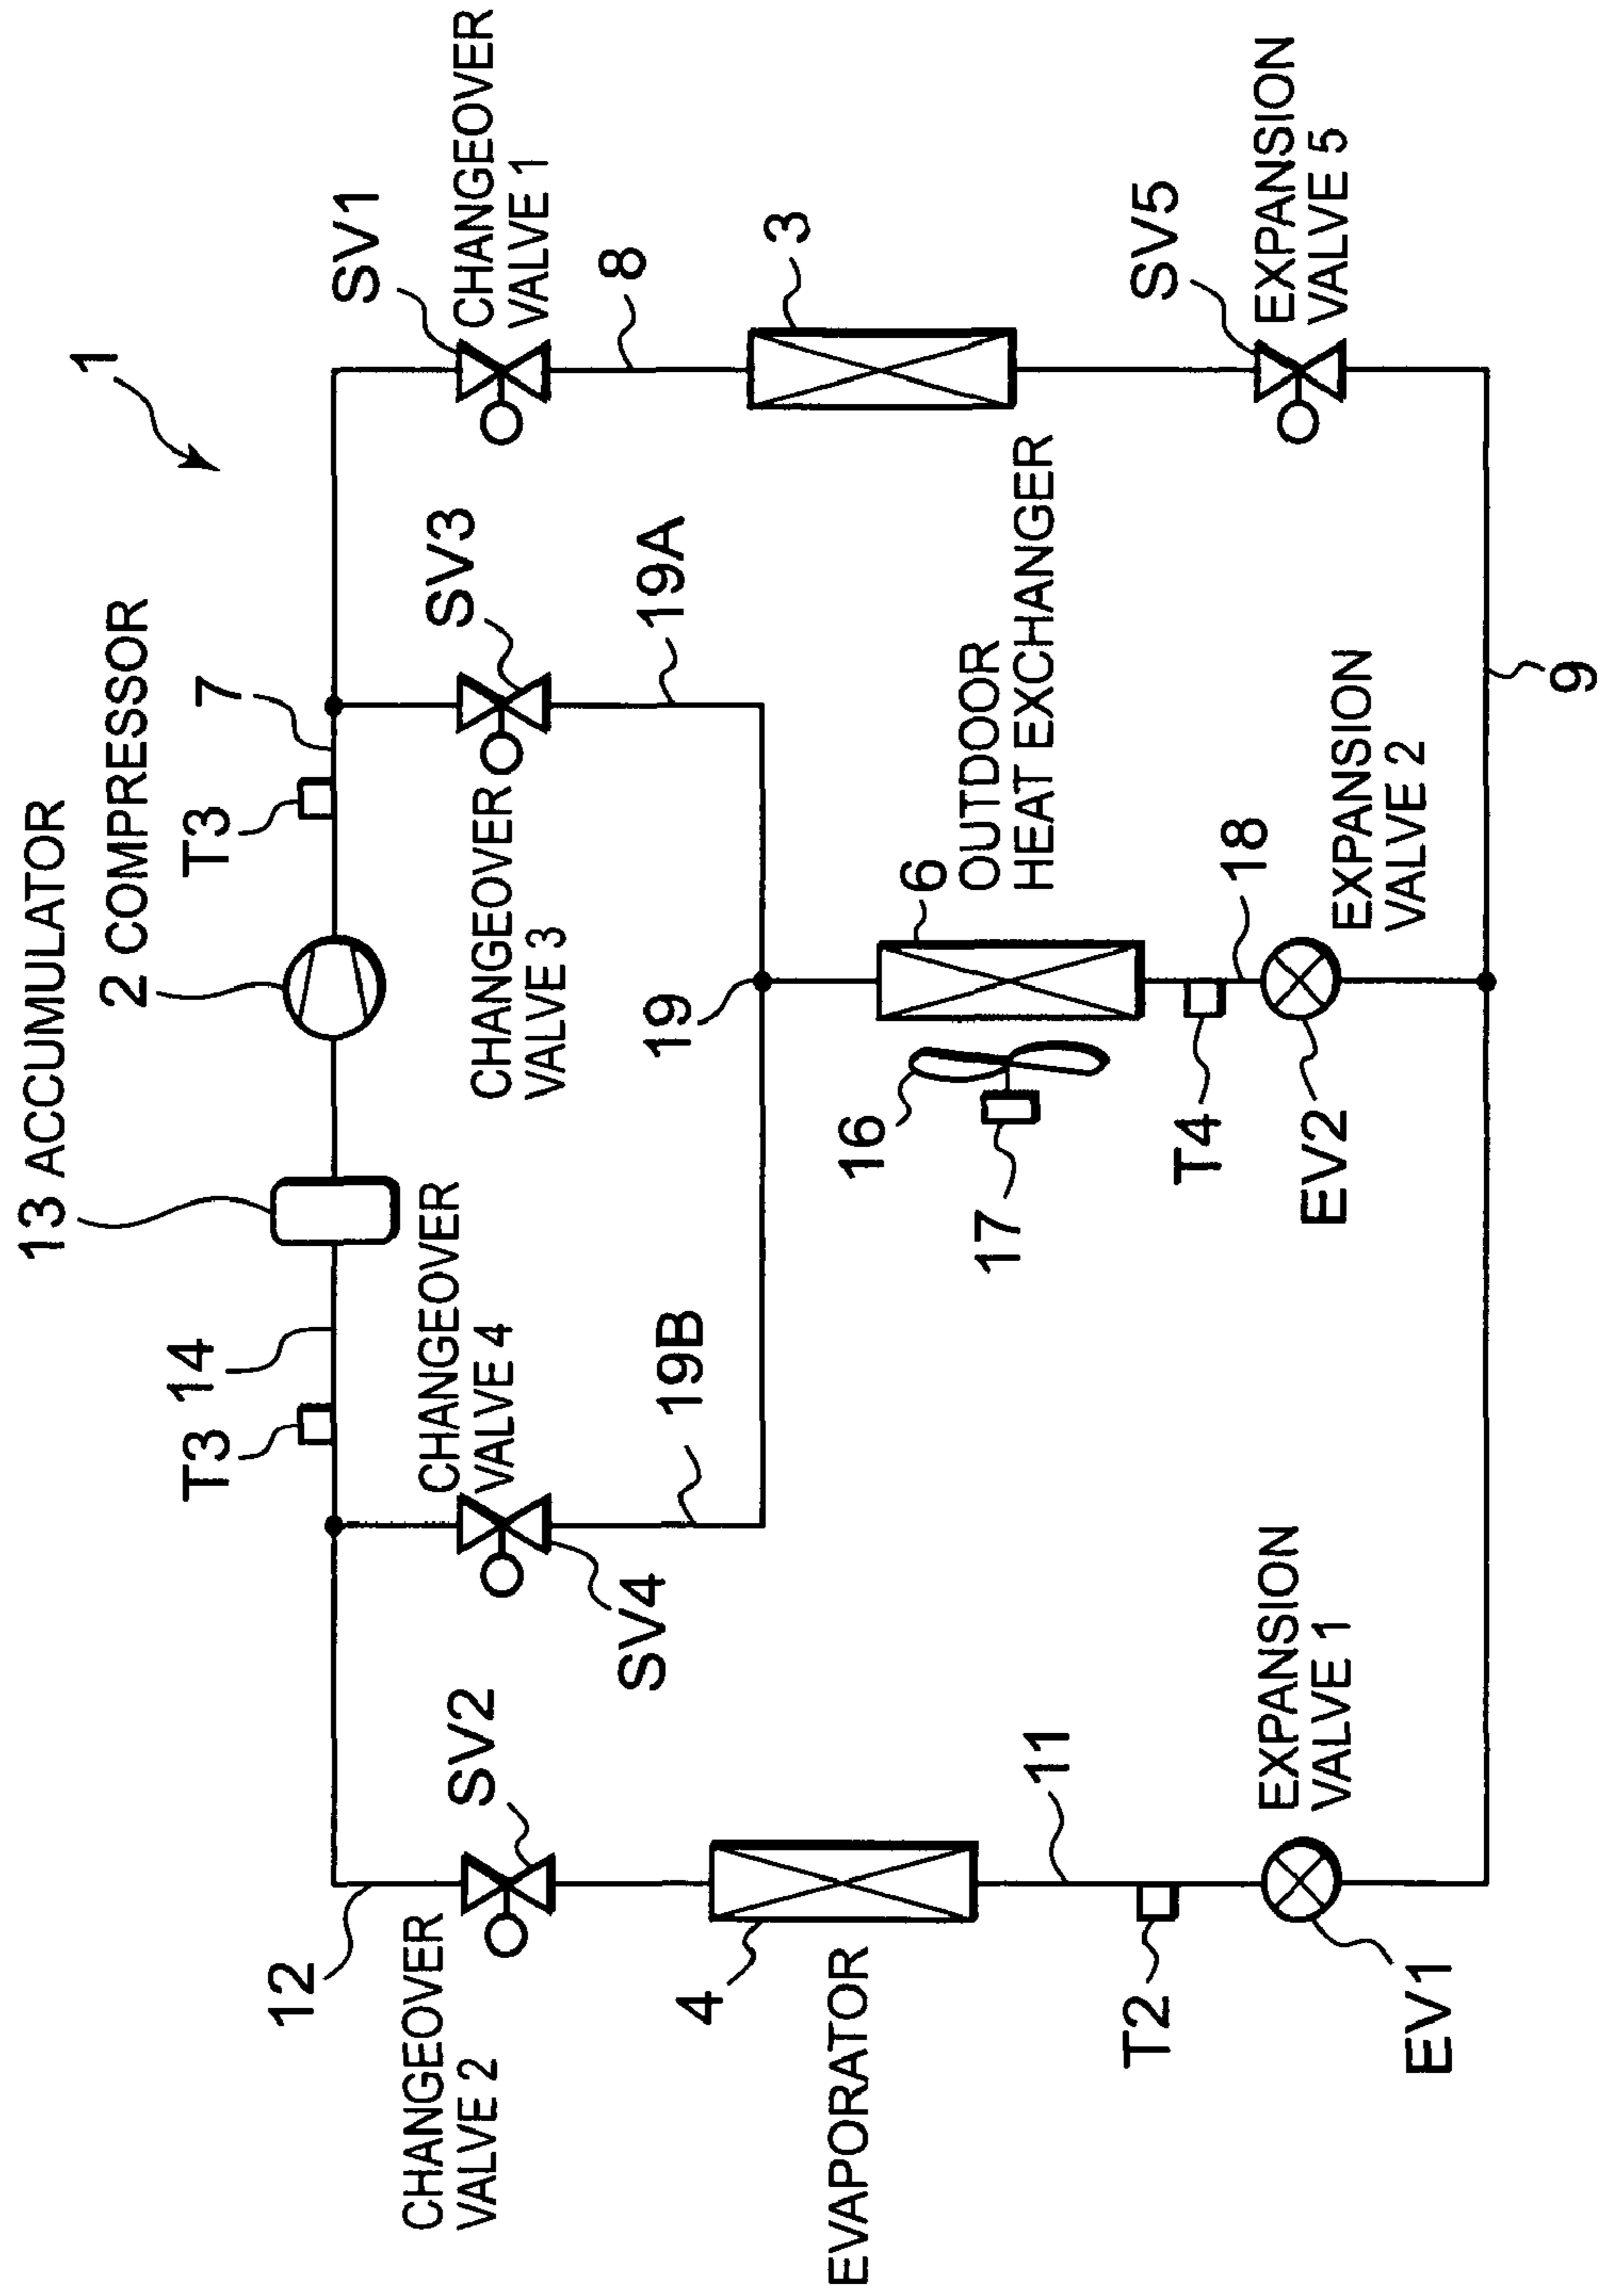 1
13 ACCUMULATOR
2 COMPRESSOR
T3
14
T3
7
12
SV2
CHANGEOVER
VALVE 2
CHANGEOVER
VALVE 4
SV4
19B
CHANGEOVER
VALVE 3
SV3
19A
SV1
CHANGEOVER
VALVE 1
8
3
19
4
EVAPORATOR
11
T2
EXPANSION
VALVE 1
EV1
16
17
6
OUTDOOR
HEAT EXCHANGER
T4
18
EV2
EXPANSION
VALVE 2
SV5
EXPANSION
VALVE 5
9